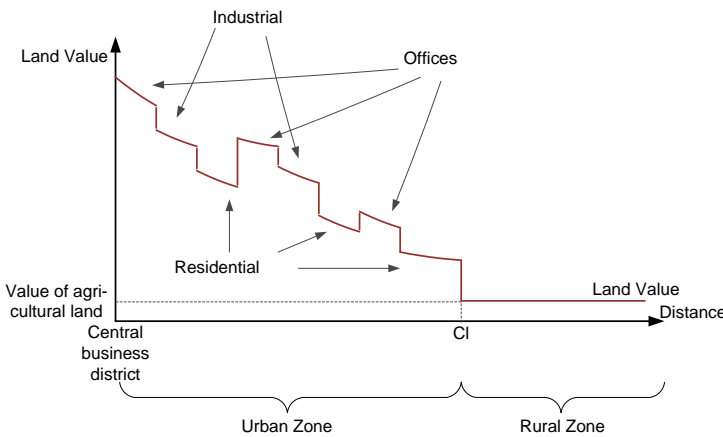 Industrial
Land Value
Offices
Residential
Value of agri-
cultural land
Land Value
Distance
Central
business
district
CI
Urban Zone
Rural Zone